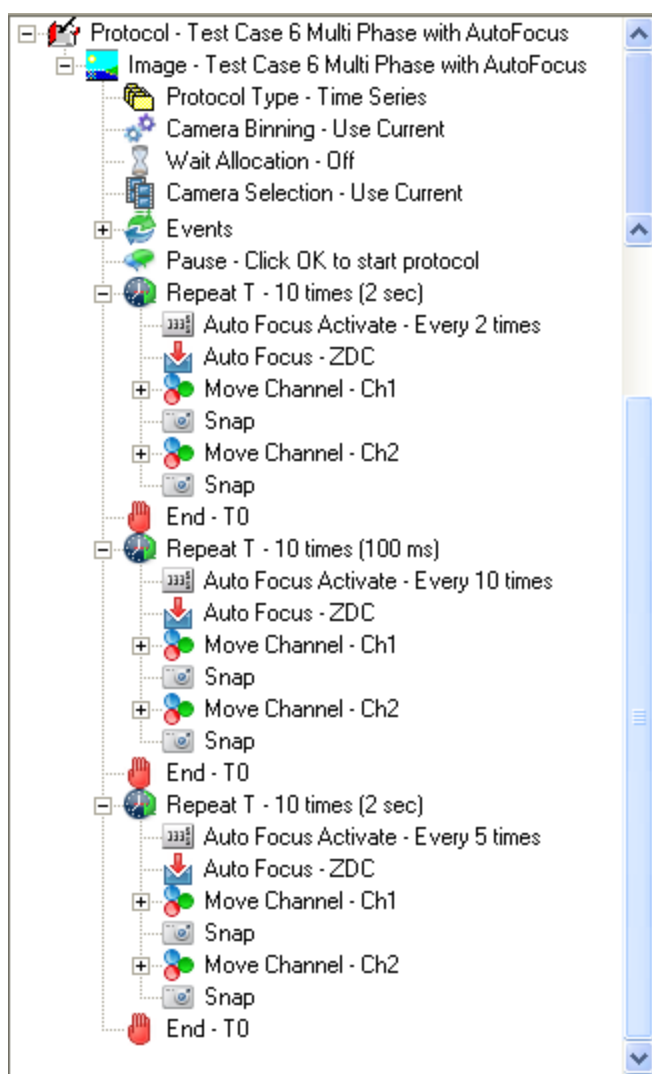 Protocol - Test Case 6 Multi Phase with AutoFocus
Image - Test Case 6 Multi Phase with AutoFocus
Protocol Type - Time Series
Camera Binning - Use Current
Wait Allocation - Off
Camera Selection - Use Current
Events
Pause - Click OK to start protocol
Repeat T - 10 times (2 sec)
Auto Focus Activate - Every 2 times
Auto Focus - ZDC
Move Channel - Ch1
Snap
Move Channel - Ch2
Snap
End - T0
Repeat T - 10 times (100 ms)
Auto Focus Activate - Every 10 times
Auto Focus - ZDC
Move Channel - Ch1
Snap
Move Channel - Ch2
Snap
End - T0
Repeat T - 10 times (2 sec)
Auto Focus Activate - Every 5 times
Auto Focus - ZDC
Move Channel - Ch1
Snap
Move Channel - Ch2
Snap
End - T0